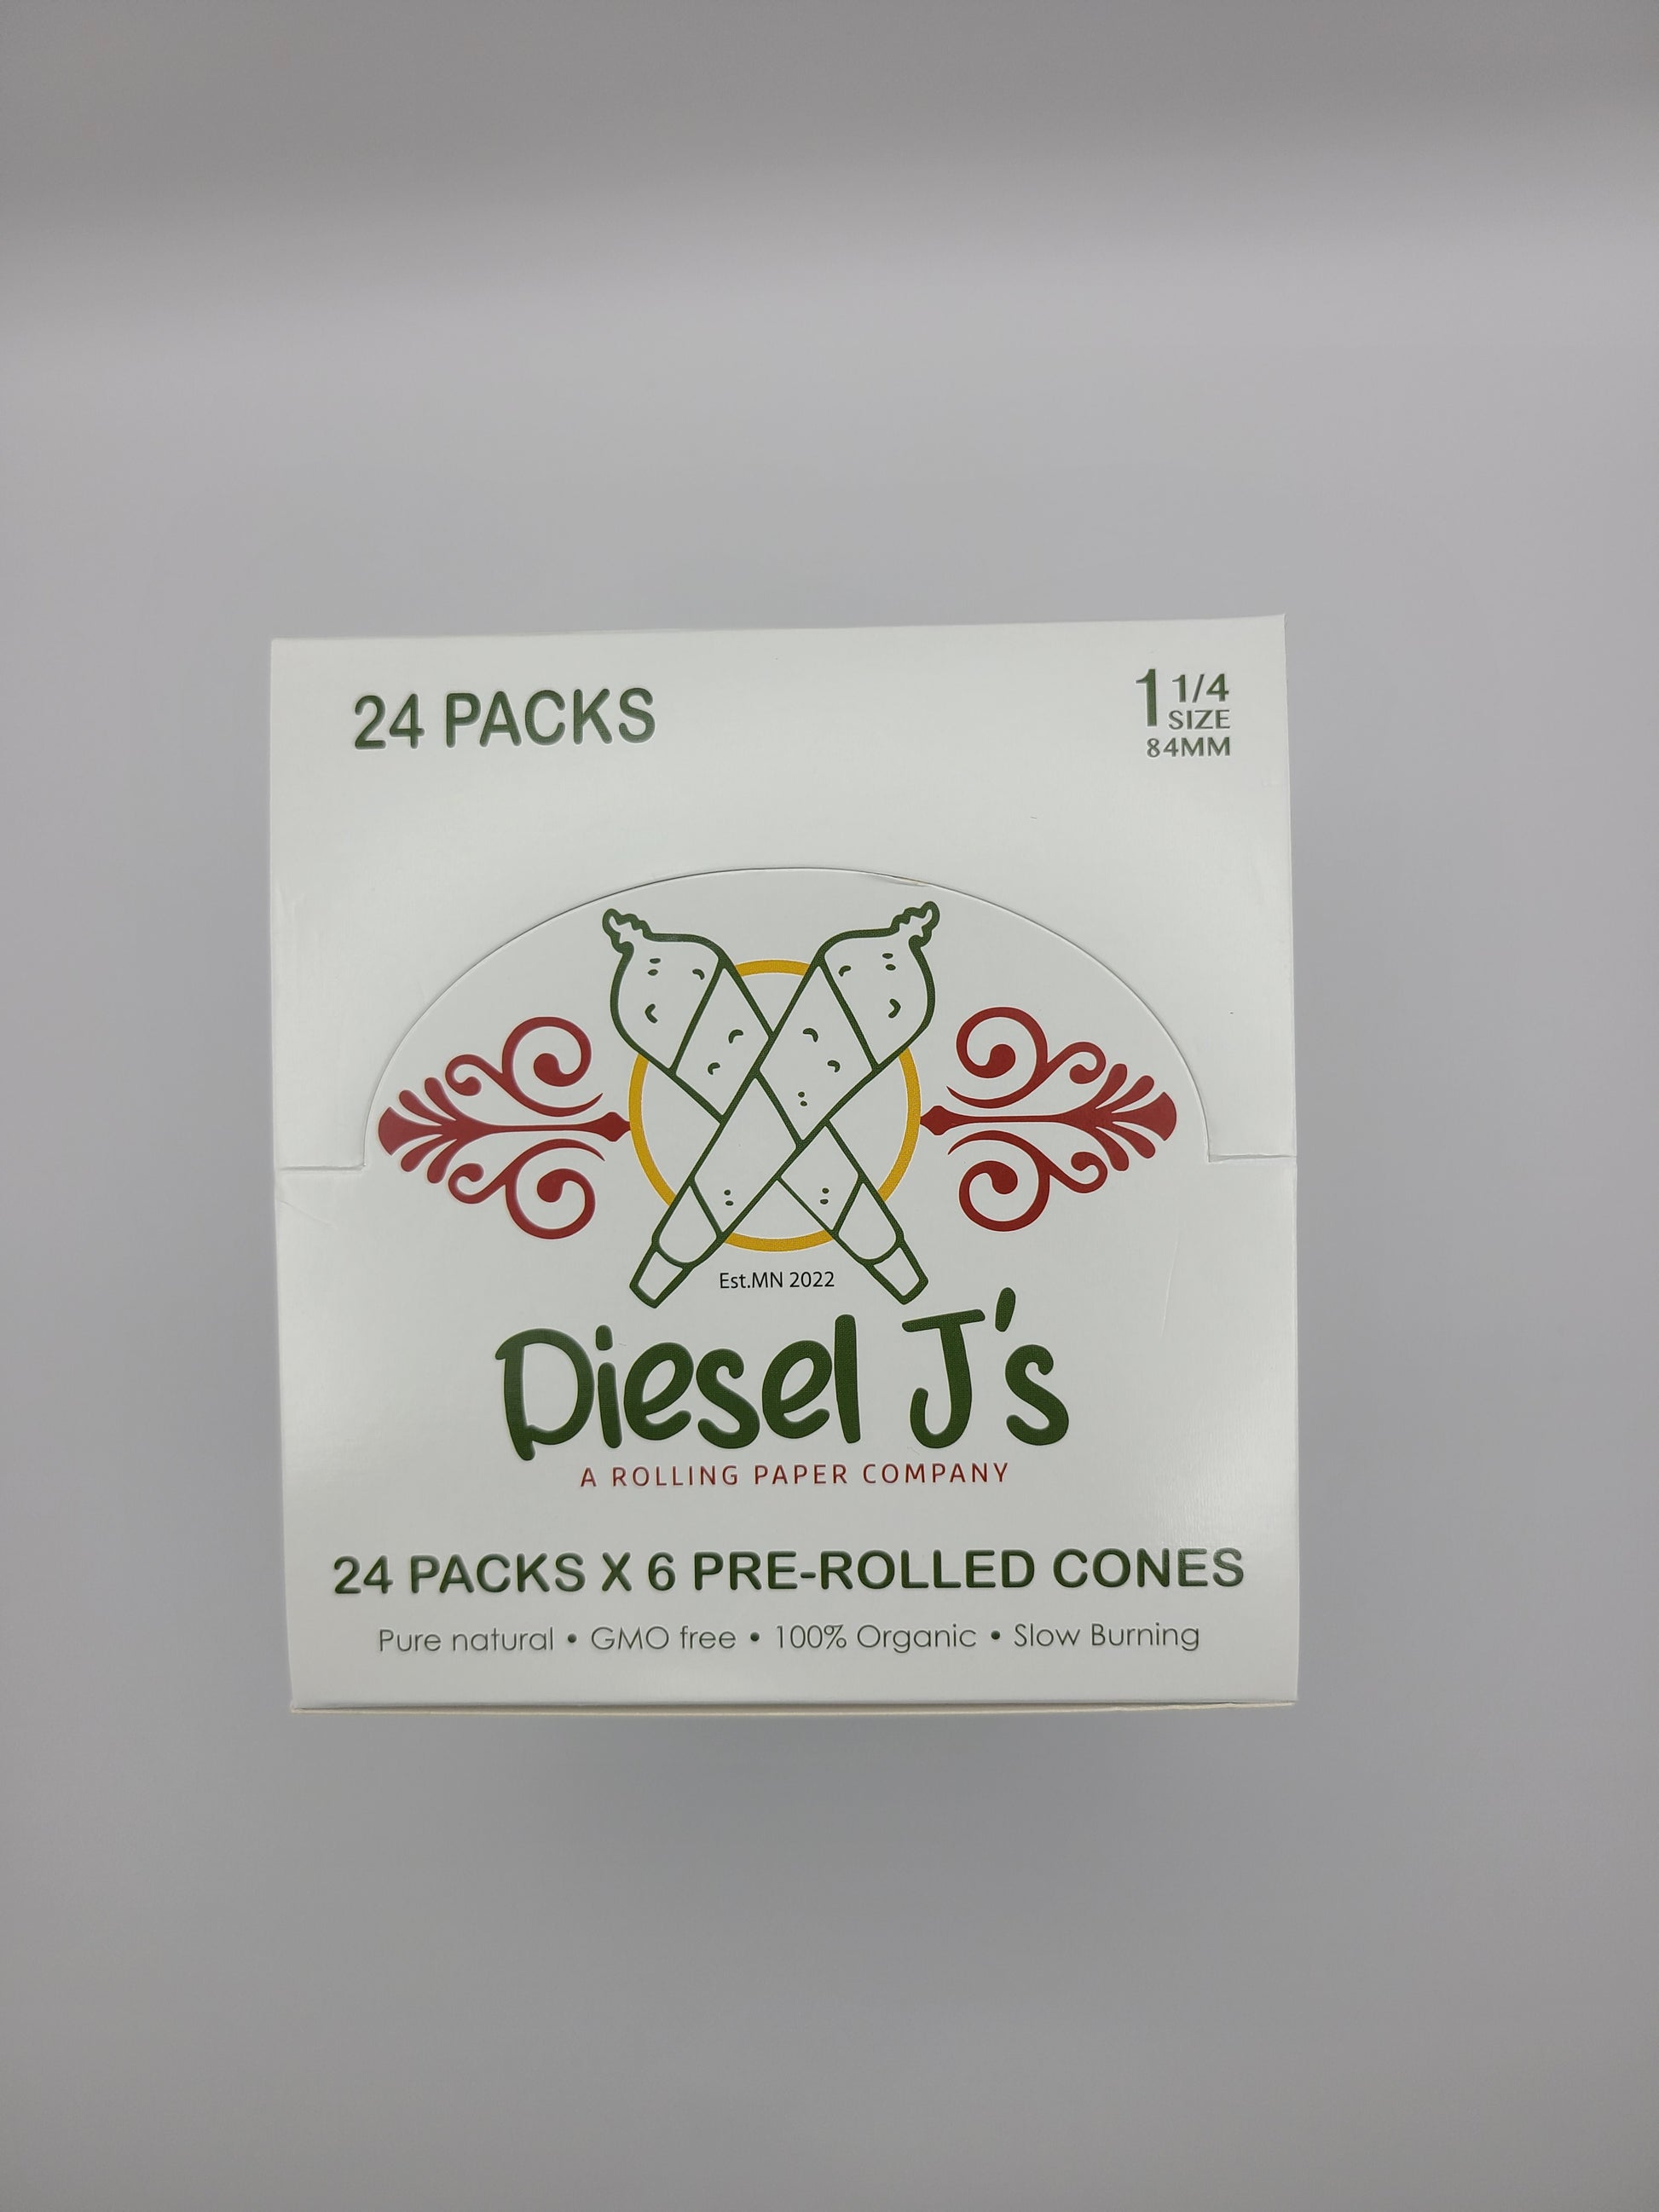 24 PACKS
1 1/4
SIZE
84MM
Est.MN 2022
Diesel J's
A ROLLING PAPER COMPANY
24 PACKS X 6 PRE-ROLLED CONES
Pure natural • GMO free • 100% Organic • Slow Burning